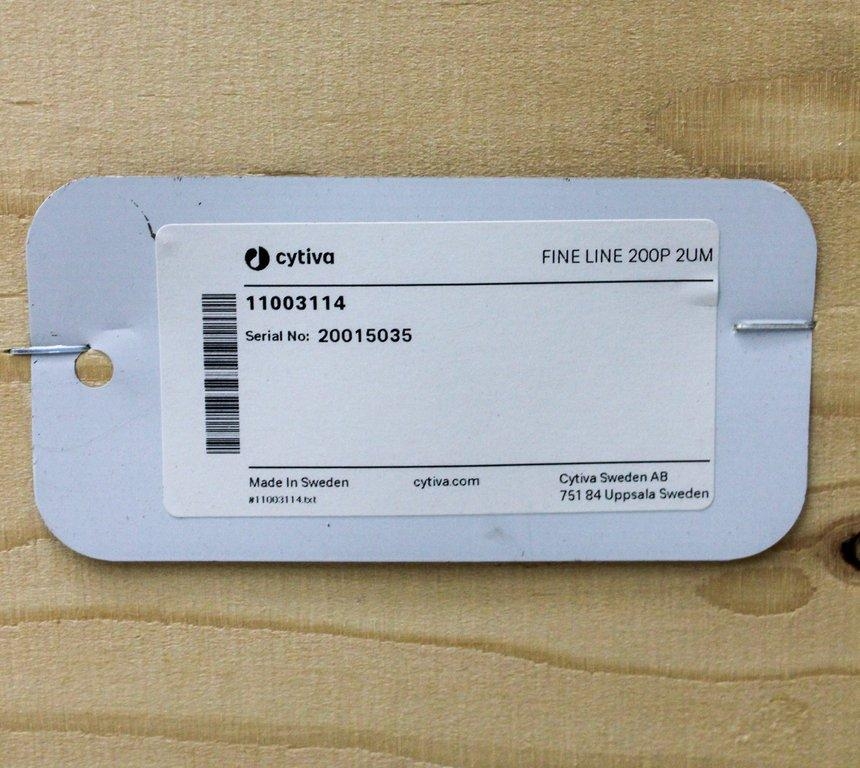 cytiva
FINE LINE 200P 2UM
11003114
Serial No: 20015035
Made In Sweden
#11003114.txt
cytiva.com
Cytiva Sweden AB
751 84 Uppsala Sweden